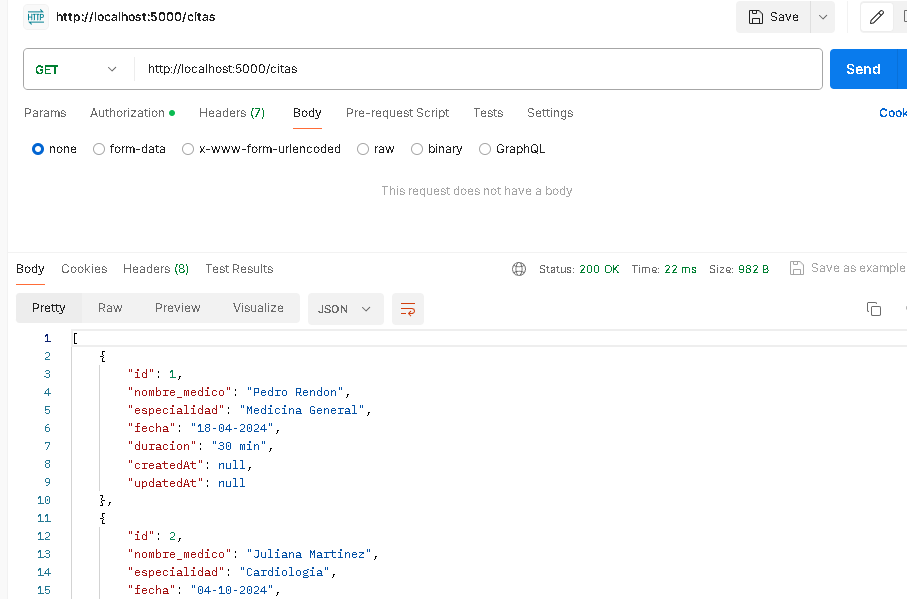 HTTP http://localhost:5000/citas Save
GET http://localhost:5000/citas Send
Params Authorization Headers (7) Body Pre-request Script Tests Settings Cook
none form-data x-www-form-urlencoded raw binary GraphQL
This request does not have a body
Body Cookies Headers (8) Test Results Status: 200 OK Time: 22 ms Size: 982 B Save as example
Pretty Raw Preview Visualize JSON
1 [
2 {
3 "id": 1,
4 "nombre_medico": "Pedro Rendon",
5 "especialidad": "Medicina General",
6 "fecha": "18-04-2024",
7 "duracion": "30 min",
8 "createdAt": null,
9 "updatedAt": null
10 },
11 {
12 "id": 2,
13 "nombre_medico": "Juliana Martinez",
14 "especialidad": "Cardiologia",
15 "fecha": "04-10-2024",